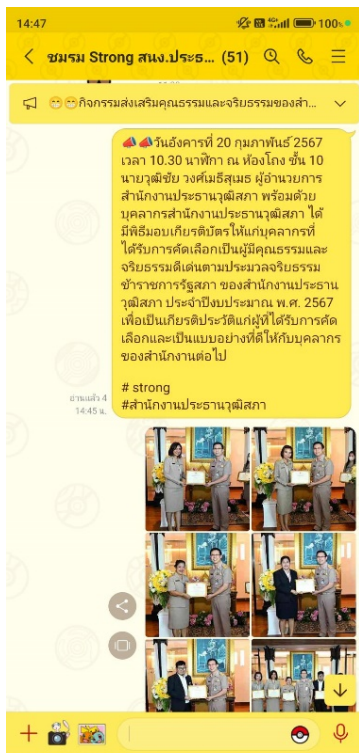 14:47
4G+
100%
ชมรม Strong สนง.ประธ... (51)
😁😁กิจกรรมส่งเสริมคุณธรรมและจริยธรรมของสำ...
📣📣วันอังคารที่ 20 กุมภาพันธ์ 2567
เวลา 10.30 นาฬิกา ณ ห้องโถง ชั้น 10
นายวุฒิชัย วงศ์เมธีสุเมธ ผู้อำนวยการ
สำนักงานประธานวุฒิสภา พร้อมด้วย
บุคลากรสำนักงานประธานวุฒิสภา ได้
มีพิธีมอบเกียรติบัตรให้แก่บุคลากรที่
ได้รับการคัดเลือกเป็นผู้มีคุณธรรมและ
จริยธรรมดีเด่นตามประมวลจริยธรรม
ข้าราชการรัฐสภา ของสำนักงานประธาน
วุฒิสภา ประจำปีงบประมาณ พ.ศ. 2567
เพื่อเป็นเกียรติประวัติแก่ผู้ที่ได้รับการคัด
เลือกและเป็นแบบอย่างที่ดีให้กับบุคลากร
ของสำนักงานต่อไป
# strong
#สำนักงานประธานวุฒิสภา
อ่านแล้ว 4
14:45 น.